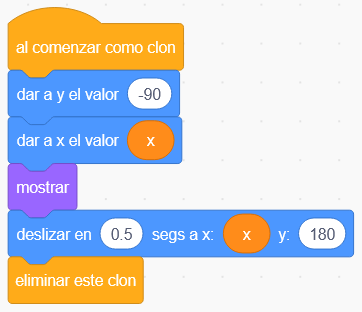 al comenzar como clon
dar a y el valor -90
dar a x el valor x
mostrar
deslizar en 0.5 segs a x: x y: 180
eliminar este clon